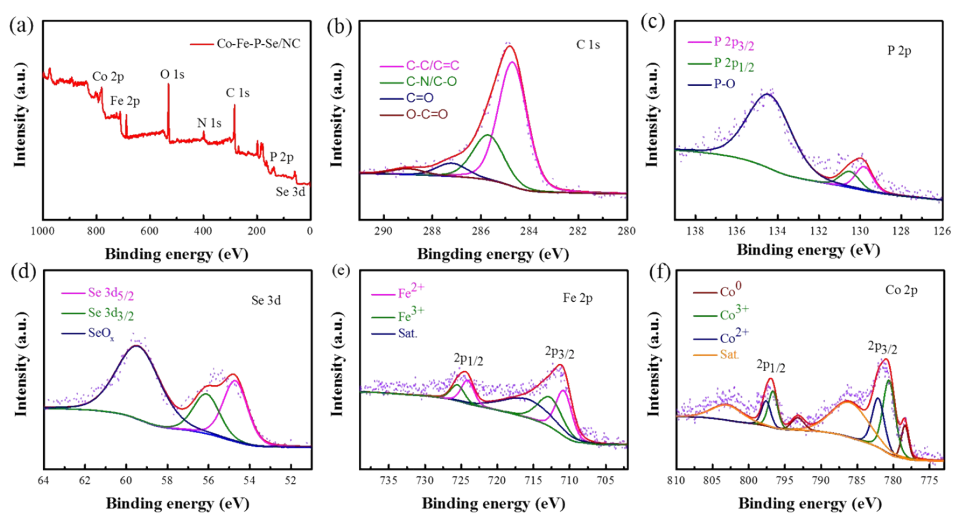 (a)
Co-Fe-P-Se/NC
Co 2p
Fe 2p
O 1s
N 1s
C 1s
P 2p
Se 3d
Intensity (a.u.)
1000 800 600 400 200 0
Binding energy (eV)
(b)
C 1s
C-C/C=C
C-N/C-O
C=O
O-C=O
Intensity (a.u.)
290 288 286 284 282 280
Bingding energy (eV)
(c)
P 2p
P 2p3/2
P 2p1/2
P-O
Intensity (a.u.)
138 136 134 132 130 128 126
Binding energy (eV)
(d)
Se 3d
Se 3d5/2
Se 3d3/2
SeOx
Intensity (a.u.)
64 62 60 58 56 54 52
Binding energy (eV)
(e)
Fe 2p
Fe2+
Fe3+
Sat.
2p1/2
2p3/2
Intensity (a.u.)
735 730 725 720 715 710 705
Binding energy (eV)
(f)
Co 2p
Co0
Co3+
Co2+
Sat.
2p1/2
2p3/2
Intensity (a.u.)
810 805 800 795 790 785 780 775
Binding energy (eV)